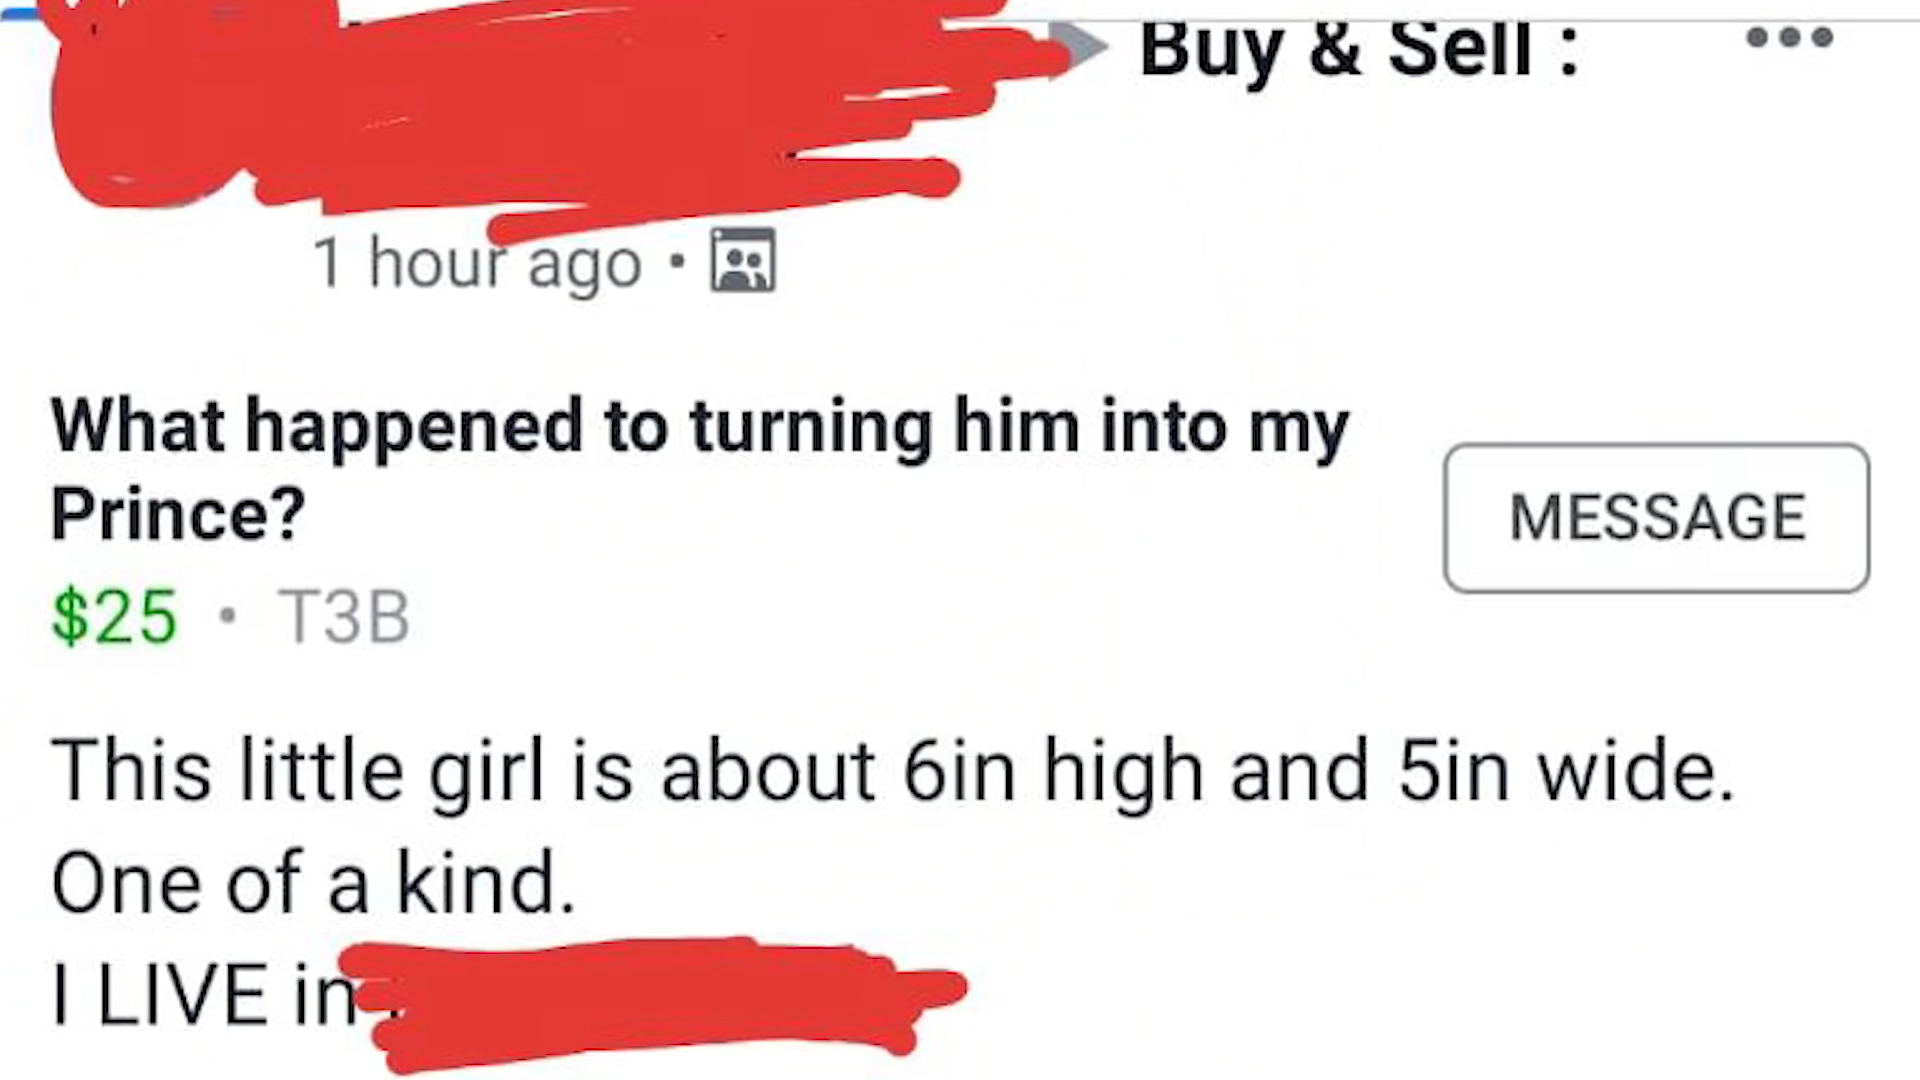 Buy & Sell :
1 hour ago •
What happened to turning him into my
Prince?
MESSAGE
$25 • T3B
This little girl is about 6in high and 5in wide.
One of a kind.
I LIVE in